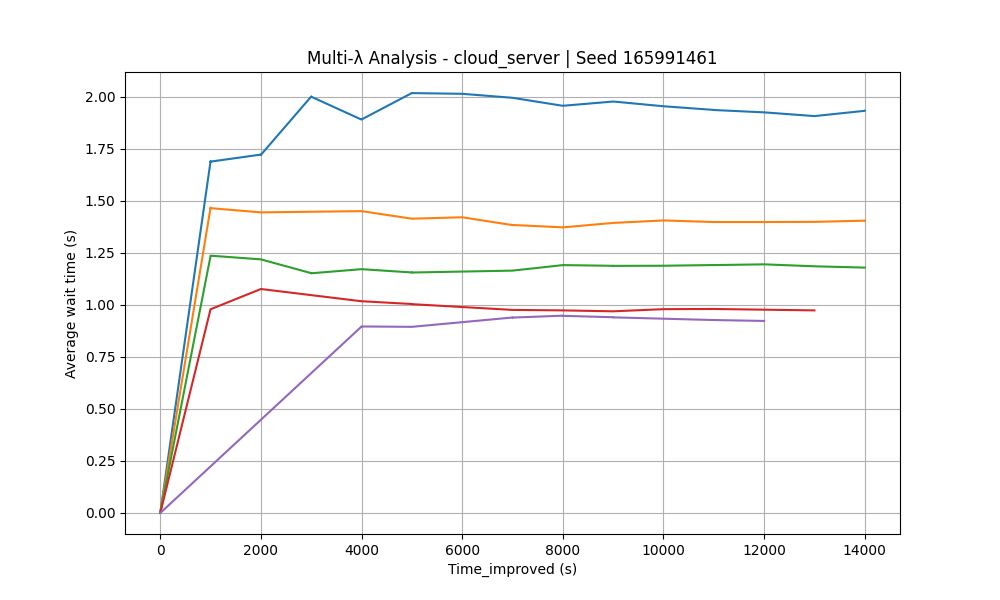 Multi-λ Analysis - cloud_server | Seed 165991461
2.00
1.75
1.50
1.25
1.00
0.75
0.50
0.25
0.00
Average wait time (s)
0 2000 4000 6000 8000 10000 12000 14000
Time_improved (s)